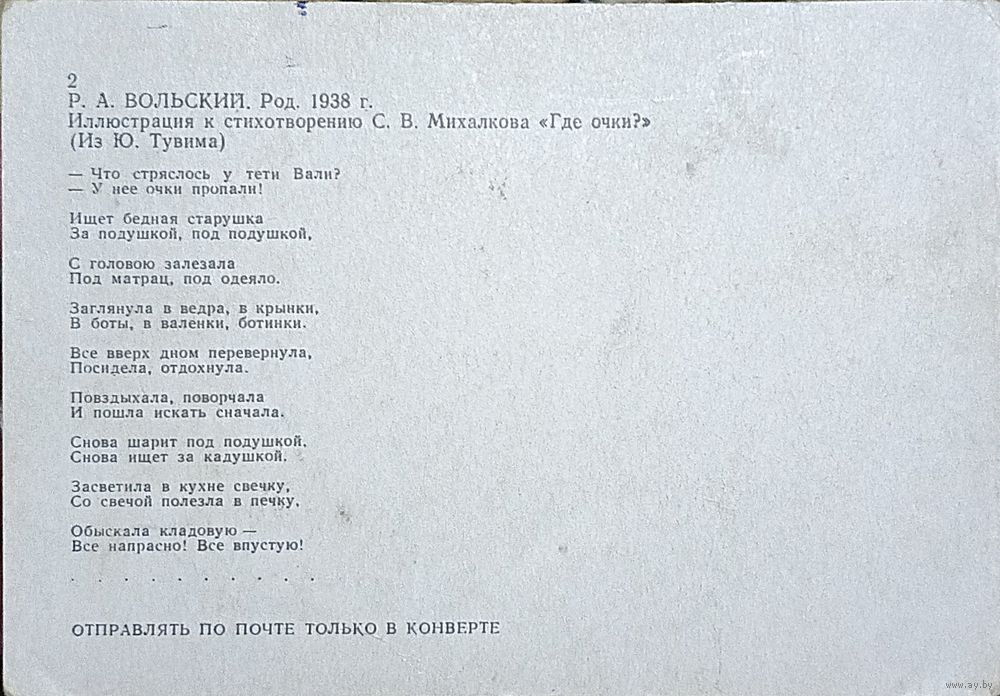 2
Р. А. ВОЛЬСКИЙ. Род. 1938 г.
Иллюстрация к стихотворению С. В. Михалкова «Где очки?»
(Из Ю. Тувима)
— Что стряслось у тети Вали?
— У нее очки пропали!
Ищет бедная старушка
За подушкой, под подушкой,
С головою залезала
Под матрац, под одеяло.
Заглянула в ведра, в крынки,
В боты, в валенки, ботинки.
Все вверх дном перевернула,
Посидела, отдохнула.
Повздыхала, поворчала
И пошла искать сначала.
Снова шарит под подушкой,
Снова ищет за кадушкой.
Засветила в кухне свечку,
Со свечой полезла в печку,
Обыскала кладовую —
Все напрасно! Все впустую!
. . . . . . . . . .
ОТПРАВЛЯТЬ ПО ПОЧТЕ ТОЛЬКО В КОНВЕРТЕ
www.ay.by